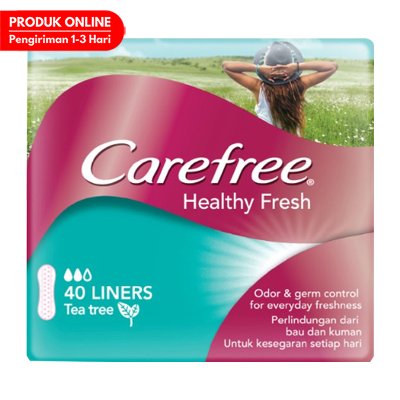 PRODUK ONLINE
Pengiriman 1-3 Hari
Carefree®
Healthy Fresh
40 LINERS
Tea tree
Odor & germ control
for everyday freshness
Perlindungan dari
bau dan kuman
Untuk kesegaran setiap hari